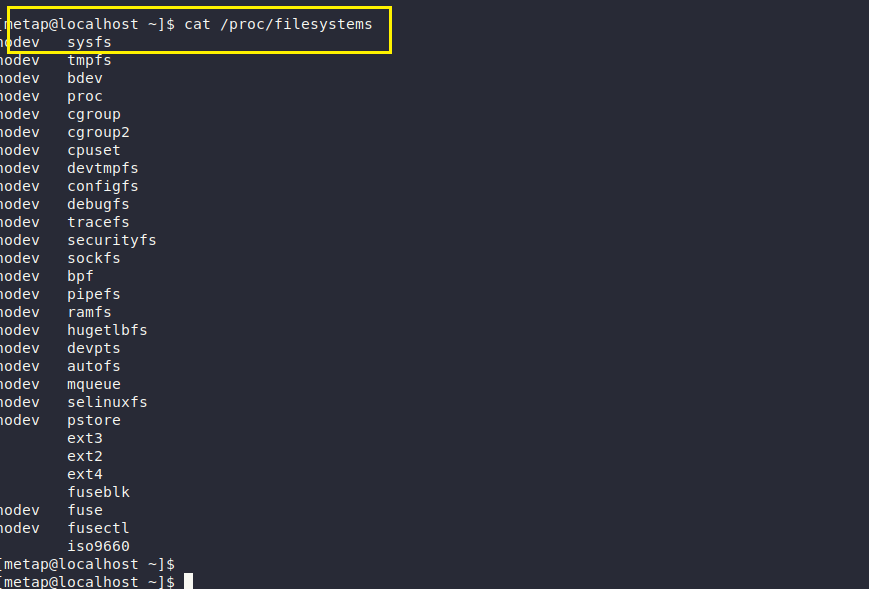 [metap@localhost ~]$ cat /proc/filesystems
nodev   sysfs
nodev   tmpfs
nodev   bdev
nodev   proc
nodev   cgroup
nodev   cgroup2
nodev   cpuset
nodev   devtmpfs
nodev   configfs
nodev   debugfs
nodev   tracefs
nodev   securityfs
nodev   sockfs
nodev   bpf
nodev   pipefs
nodev   ramfs
nodev   hugetlbfs
nodev   devpts
nodev   autofs
nodev   mqueue
nodev   selinuxfs
nodev   pstore
        ext3
        ext2
        ext4
        fuseblk
nodev   fuse
nodev   fusectl
        iso9660
[metap@localhost ~]$
[metap@localhost ~]$